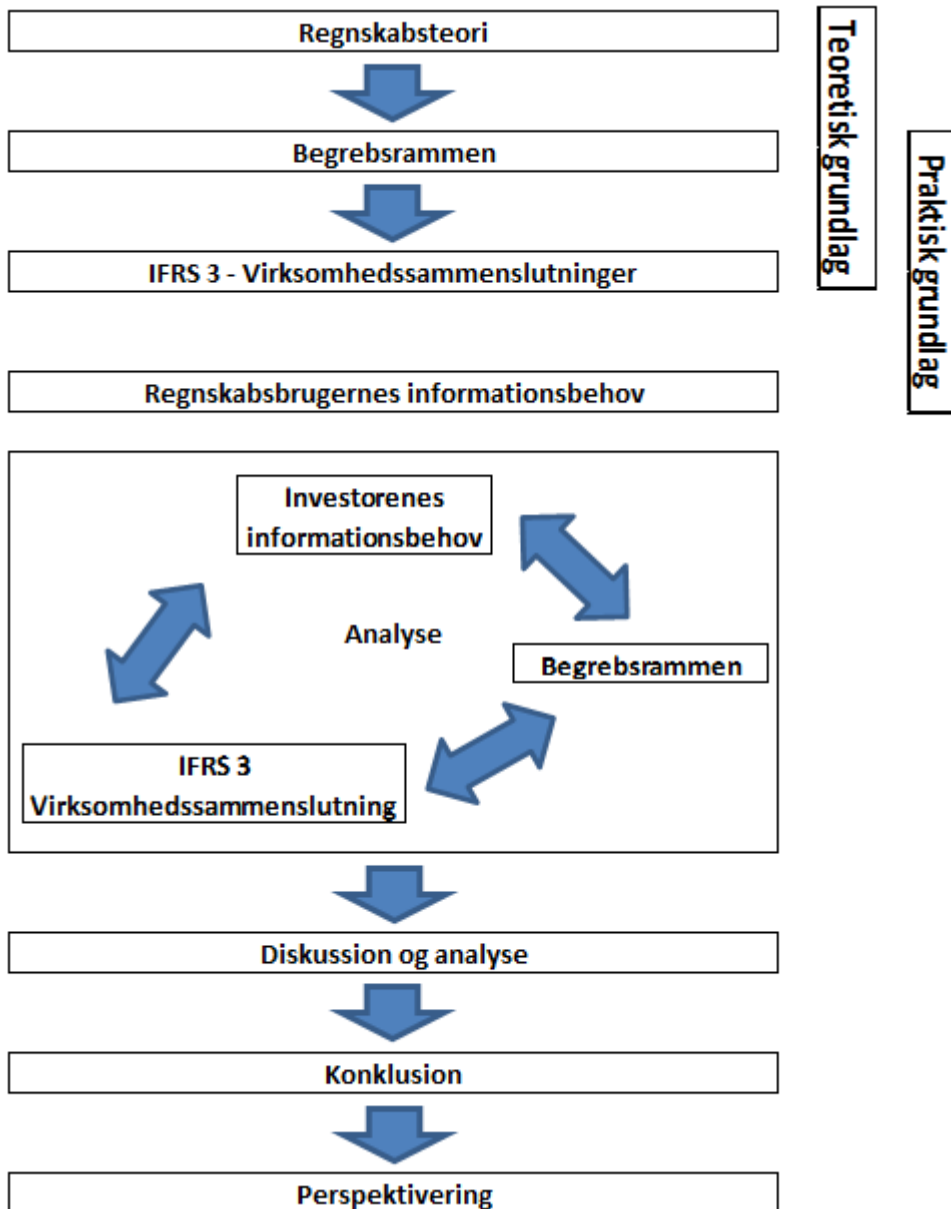 Regnskabsteori
Begrebsrammen
IFRS 3 - Virksomhedssammenslutninger
Teoretisk grundlag
Praktisk grundlag
Regnskabsbrugernes informationsbehov
Investorenes
informationsbehov
Analyse
Begrebsrammen
IFRS 3
Virksomhedssammenslutning
Diskussion og analyse
Konklusion
Perspektivering